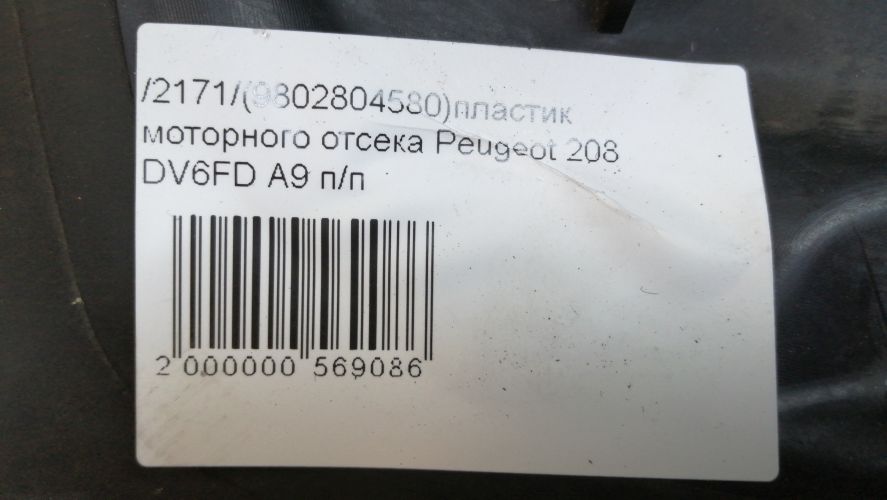 /2171/(9802804580)пластик
моторного отсека Peugeot 208
DV6FD A9 п/п
2 000000 569086